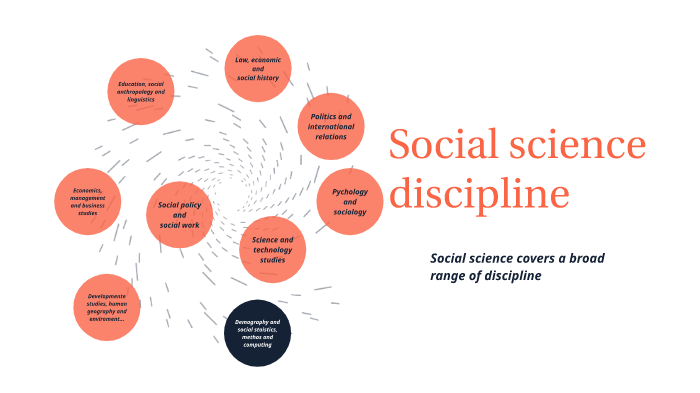 Law, economic
and
social history
Education, social
anthropology and
linguistics
Politics and
international
relations
Social science
discipline
Economics,
management
and business
studies
Social policy
and
social work
Pychology
and
sociology
Science and
technology
studies
Social science covers a broad
range of discipline
Developmente
studies, human
geography and
enviroment...
Demography and
social staistics,
methos and
computing